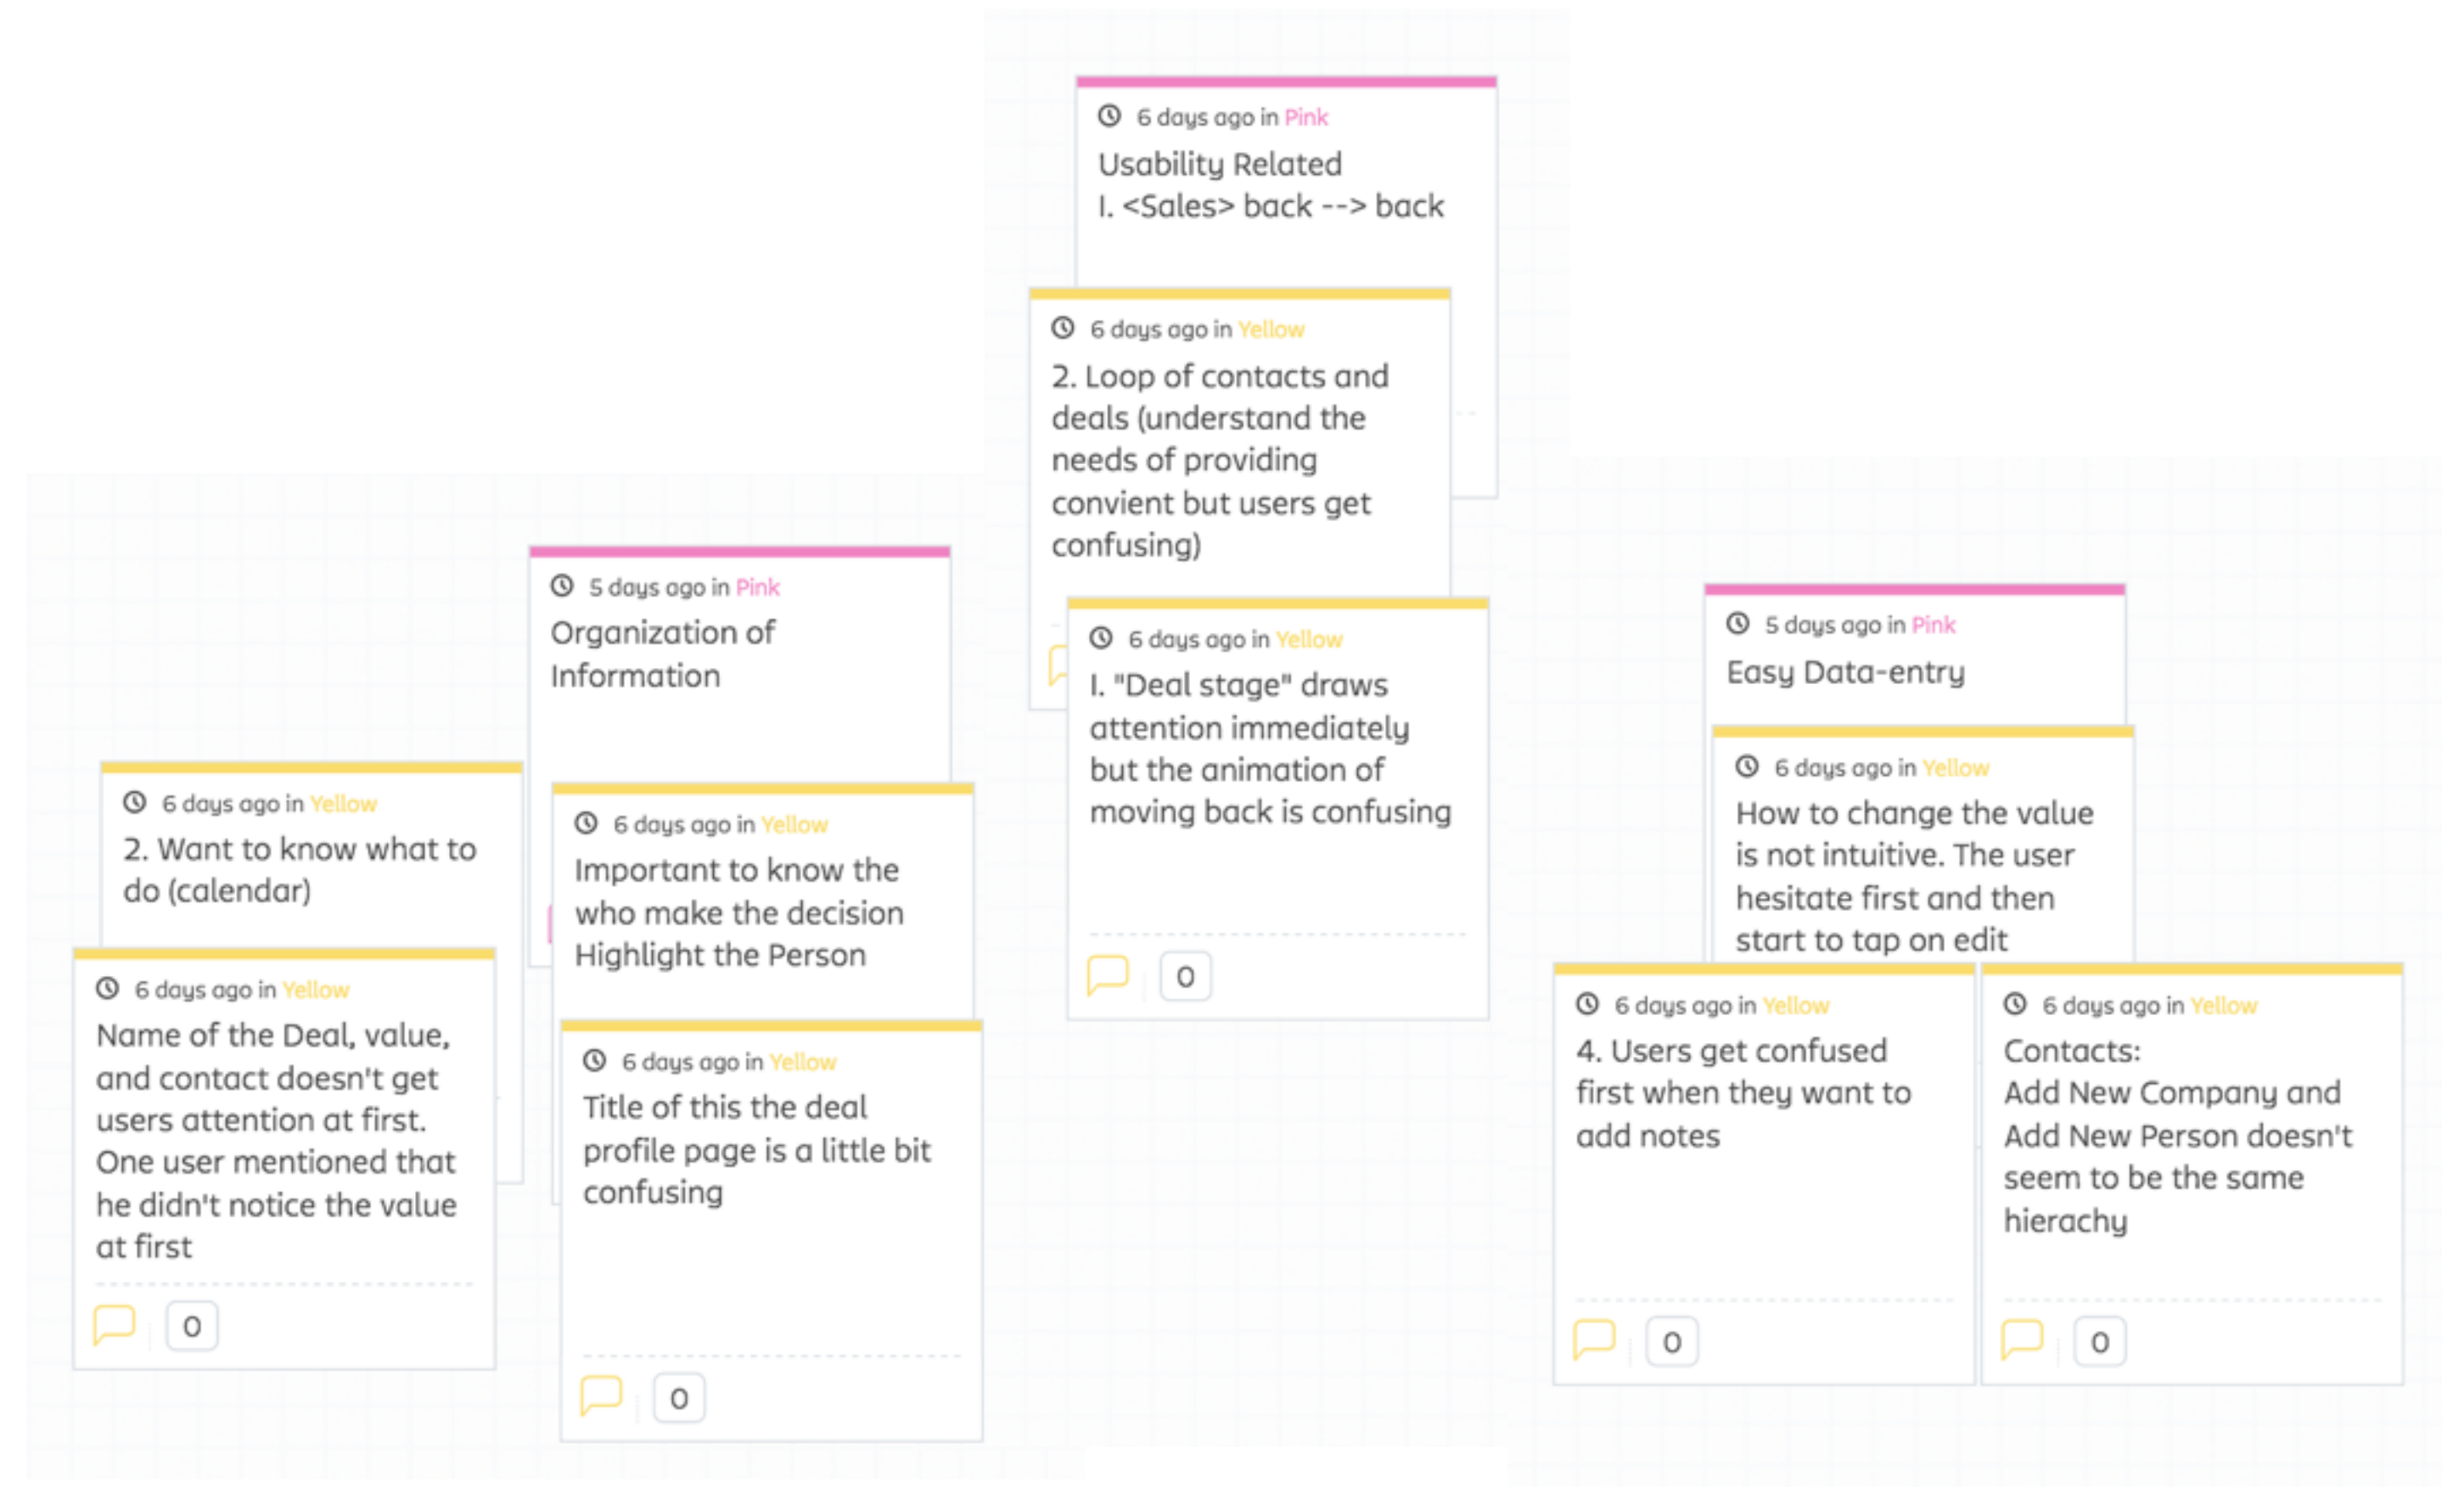 6 days ago in Pink
Usability Related
I. <Sales> back --> back
6 days ago in Yellow
2. Loop of contacts and
deals (understand the
needs of providing
convient but users get
confusing)
6 days ago in Yellow
I. "Deal stage" draws
attention immediately
but the animation of
moving back is confusing
0
5 days ago in Pink
Organization of
Information
6 days ago in Yellow
2. Want to know what to
do (calendar)
6 days ago in Yellow
Name of the Deal, value,
and contact doesn't get
users attention at first.
One user mentioned that
he didn't notice the value
at first
0
6 days ago in Yellow
Important to know the
who make the decision
Highlight the Person
6 days ago in Yellow
Title of this the deal
profile page is a little bit
confusing
0
5 days ago in Pink
Easy Data-entry
6 days ago in Yellow
How to change the value
is not intuitive. The user
hesitate first and then
start to tap on edit
6 days ago in Yellow
4. Users get confused
first when they want to
add notes
0
6 days ago in Yellow
Contacts:
Add New Company and
Add New Person doesn't
seem to be the same
hierachy
0